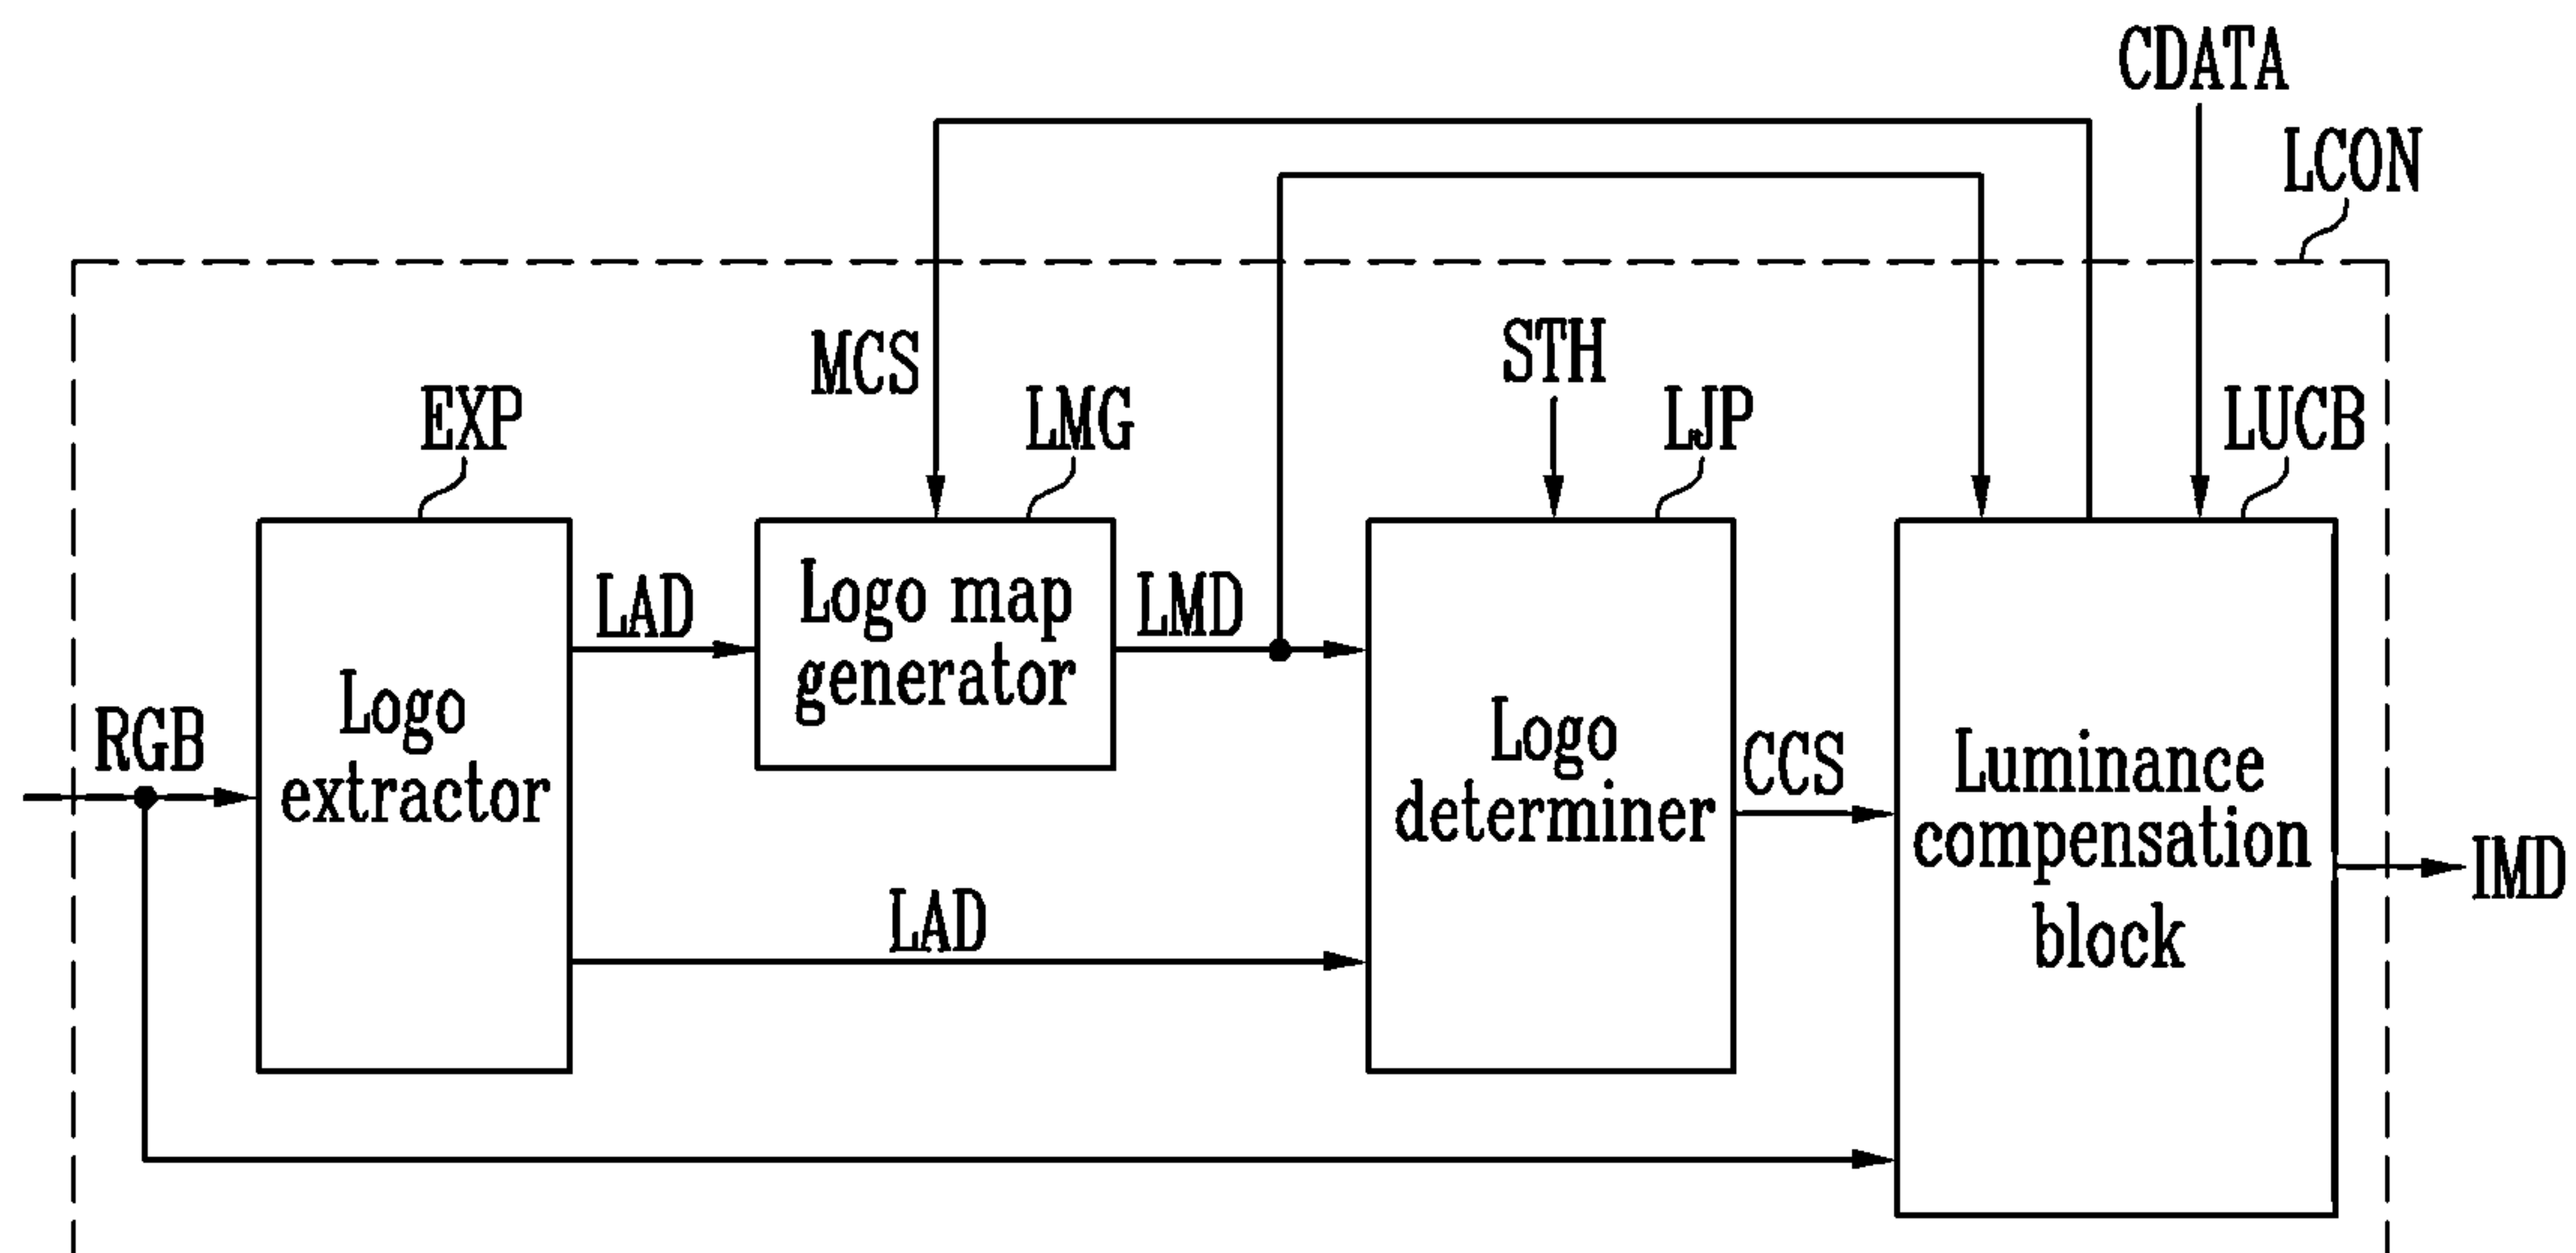 CDATA
LCON
MCS
STH
EXP
LMG
LJP
LUCB
LAD
Logo map
generator
LMD
RGB
Logo
extractor
Logo
determiner
CCS
Luminance
compensation
block
LAD
IMD